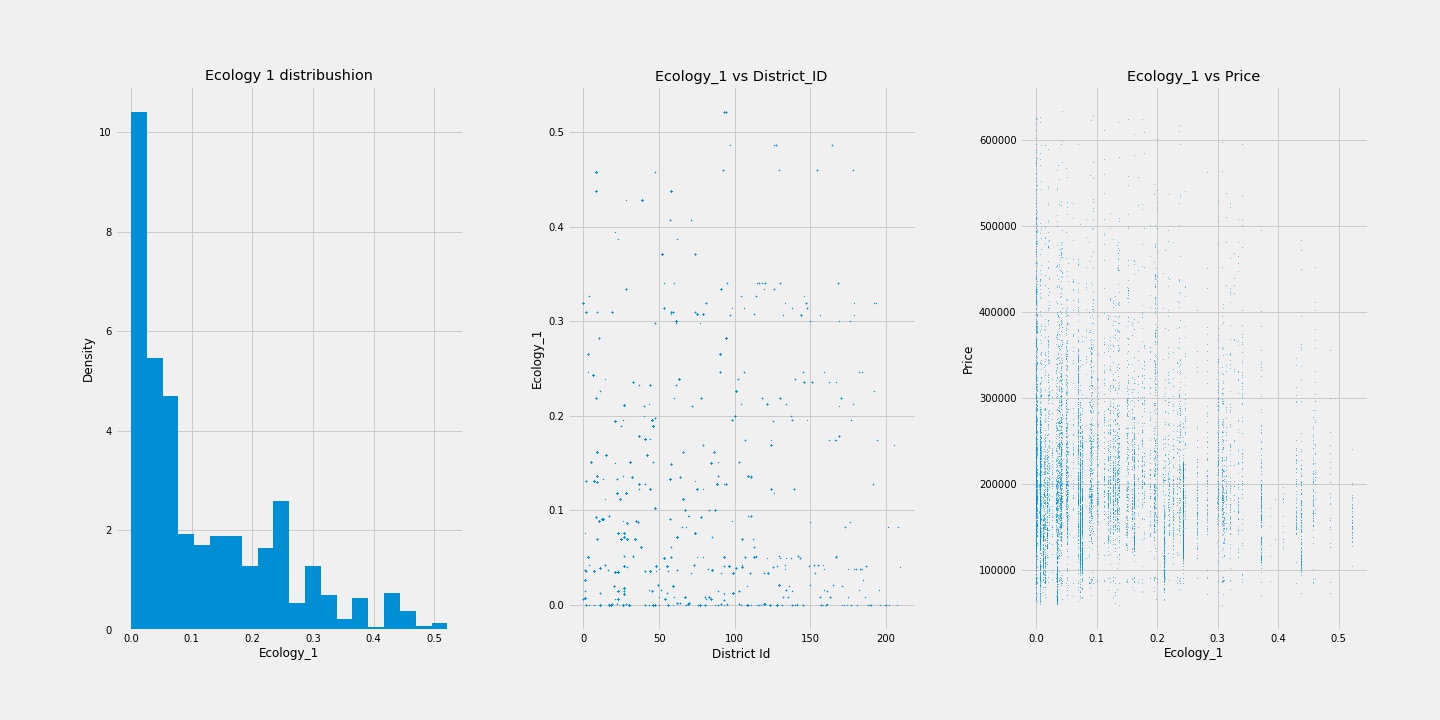 Ecology 1 distribushion
Density
10
8
6
4
2
0
0.0 0.1 0.2 0.3 0.4 0.5
Ecology_1
Ecology_1 vs District_ID
Ecology_1
0.5
0.4
0.3
0.2
0.1
0.0
0 50 100 150 200
District Id
Ecology_1 vs Price
Price
600000
500000
400000
300000
200000
100000
0.0 0.1 0.2 0.3 0.4 0.5
Ecology_1